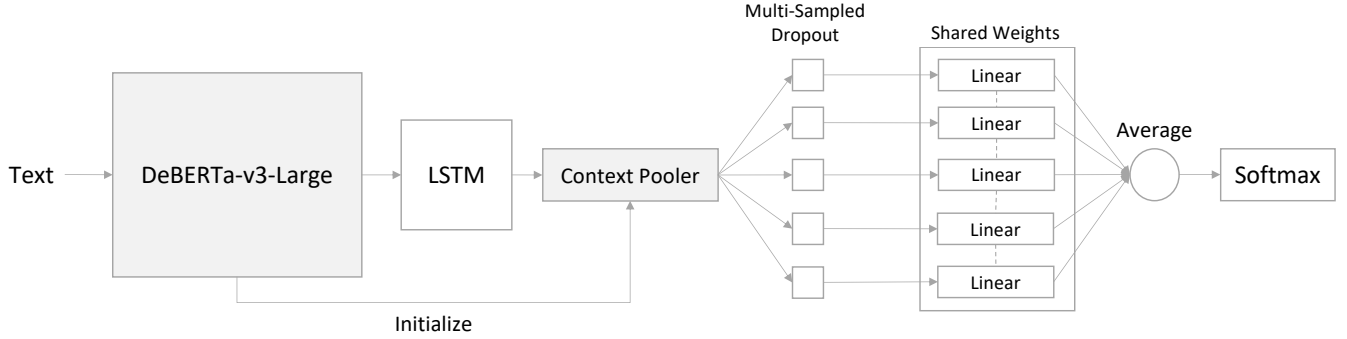 Text
DeBERTa-v3-Large
Initialize
LSTM
Context Pooler
Multi-Sampled
Dropout
Shared Weights
Linear
Linear
Linear
Linear
Linear
Average
Softmax